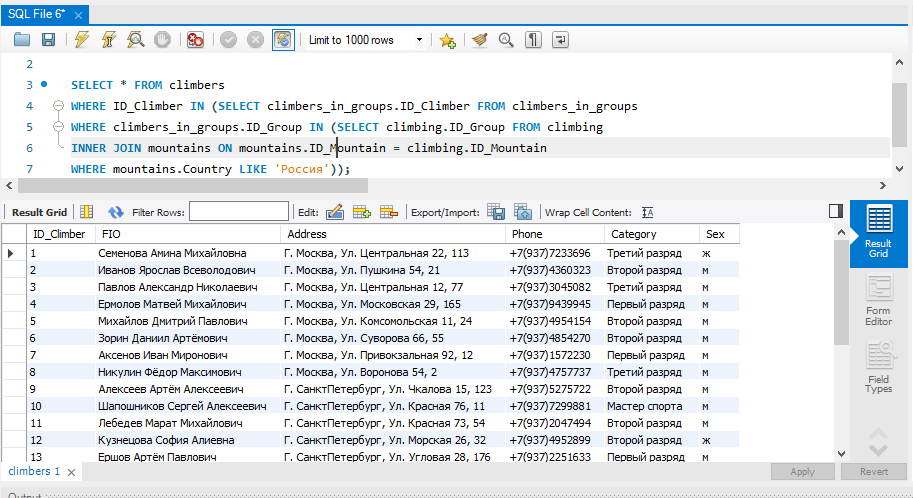 SQL File 6*
Limit to 1000 rows
2
3 SELECT * FROM climbers
4 WHERE ID_Climber IN (SELECT climbers_in_groups.ID_Climber FROM climbers_in_groups
5 WHERE climbers_in_groups.ID_Group IN (SELECT climbing.ID_Group FROM climbing
6 INNER JOIN mountains ON mountains.ID_Mountain = climbing.ID_Mountain
7 WHERE mountains.Country LIKE 'Россия'));
Result Grid Filter Rows: Edit: Export/Import: Wrap Cell Content:
ID_Climber FIO Address Phone Category Sex
1 Семенова Амина Михайловна Г. Москва, Ул. Центральная 22, 113 +7(937)7233696 Третий разряд ж
2 Иванов Ярослав Всеволодович Г. Москва, Ул. Пушкина 54, 21 +7(937)4360323 Второй разряд м
3 Павлов Александр Николаевич Г. Москва, Ул. Центральная 12, 77 +7(937)3045082 Третий разряд м
4 Ермолов Матвей Михайлович Г. Москва, Ул. Московская 29, 165 +7(937)9439945 Первый разряд м
5 Михайлов Дмитрий Павлович Г. Москва, Ул. Комсомольская 11, 24 +7(937)4954154 Второй разряд м
6 Зорин Даниил Артёмович Г. Москва, Ул. Суворова 66, 55 +7(937)4854270 Второй разряд м
7 Аксенов Иван Миронович Г. Москва, Ул. Привокзальная 92, 12 +7(937)1572230 Первый разряд м
8 Никулин Фёдор Максимович Г. Москва, Ул. Воронова 54, 2 +7(937)4757737 Третий разряд м
9 Алексеев Артём Алексеевич Г. СанктПетербург, Ул. Чкалова 15, 123 +7(937)5275722 Второй разряд м
10 Шапошников Сергей Алексеевич Г. СанктПетербург, Ул. Красная 76, 11 +7(937)7299881 Мастер спорта м
11 Лебедев Марат Михайлович Г. СанктПетербург, Ул. Красная 73, 54 +7(937)2047494 Второй разряд м
12 Кузнецова София Алиевна Г. СанктПетербург, Ул. Морская 26, 32 +7(937)4952899 Второй разряд ж
13 Ершов Артём Павлович Г. СанктПетербург, Ул. Угловая 28, 176 +7(937)2251633 Первый разряд м
Result
Grid
Form
Editor
Field
Types
climbers 1
Apply Revert
Output